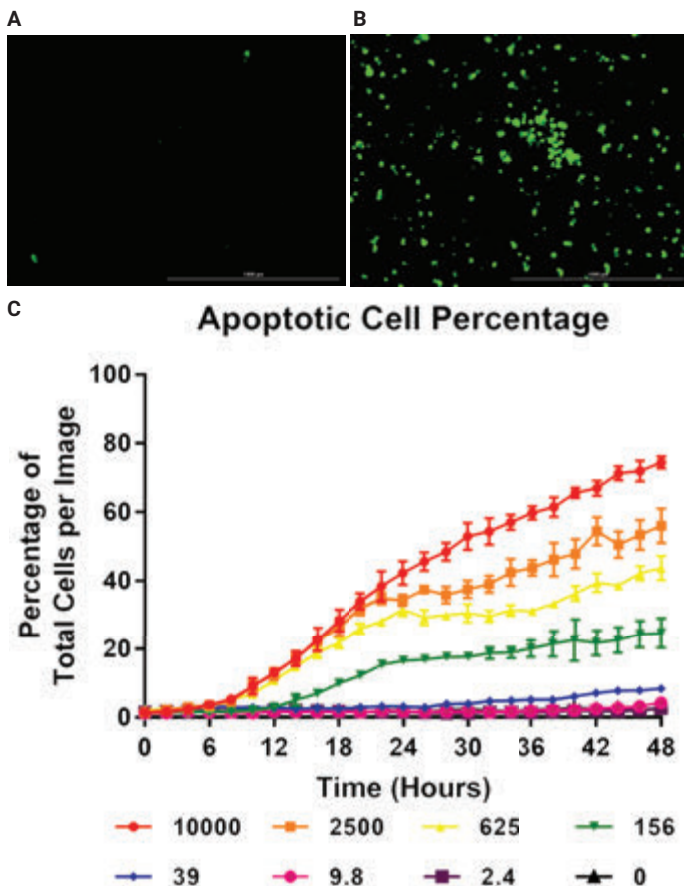 A
B
C
Apoptotic Cell Percentage
Percentage of
Total Cells per Image
100
80
60
40
20
0
0 6 12 18 24 30 36 42 48
Time (Hours)
10000 2500 625 156
39 9.8 2.4 0